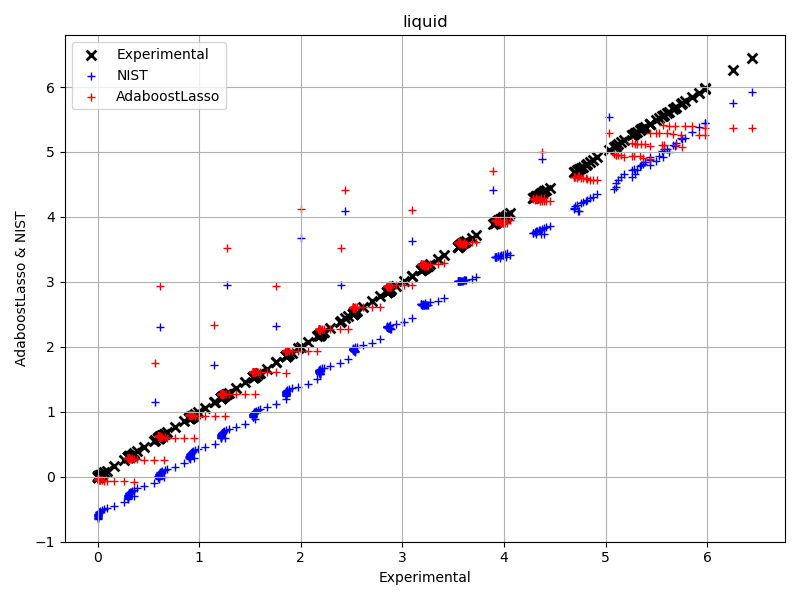 liquid
Experimental
NIST
AdaboostLasso
AdaboostLasso & NIST
6
5
4
3
2
1
0
−1
0 1 2 3 4 5 6
Experimental